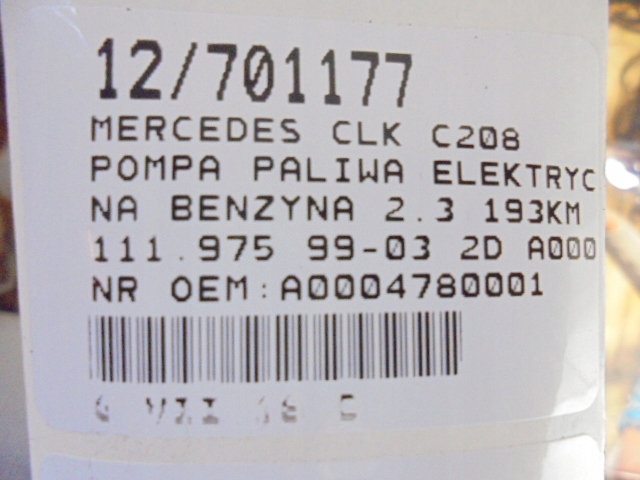 12/701177
MERCEDES CLK C208
POMPA PALIWA ELEKTRYC
NA BENZYNA 2.3 193KM
111.975 99-03 2D A000
NR OEM:A0004780001